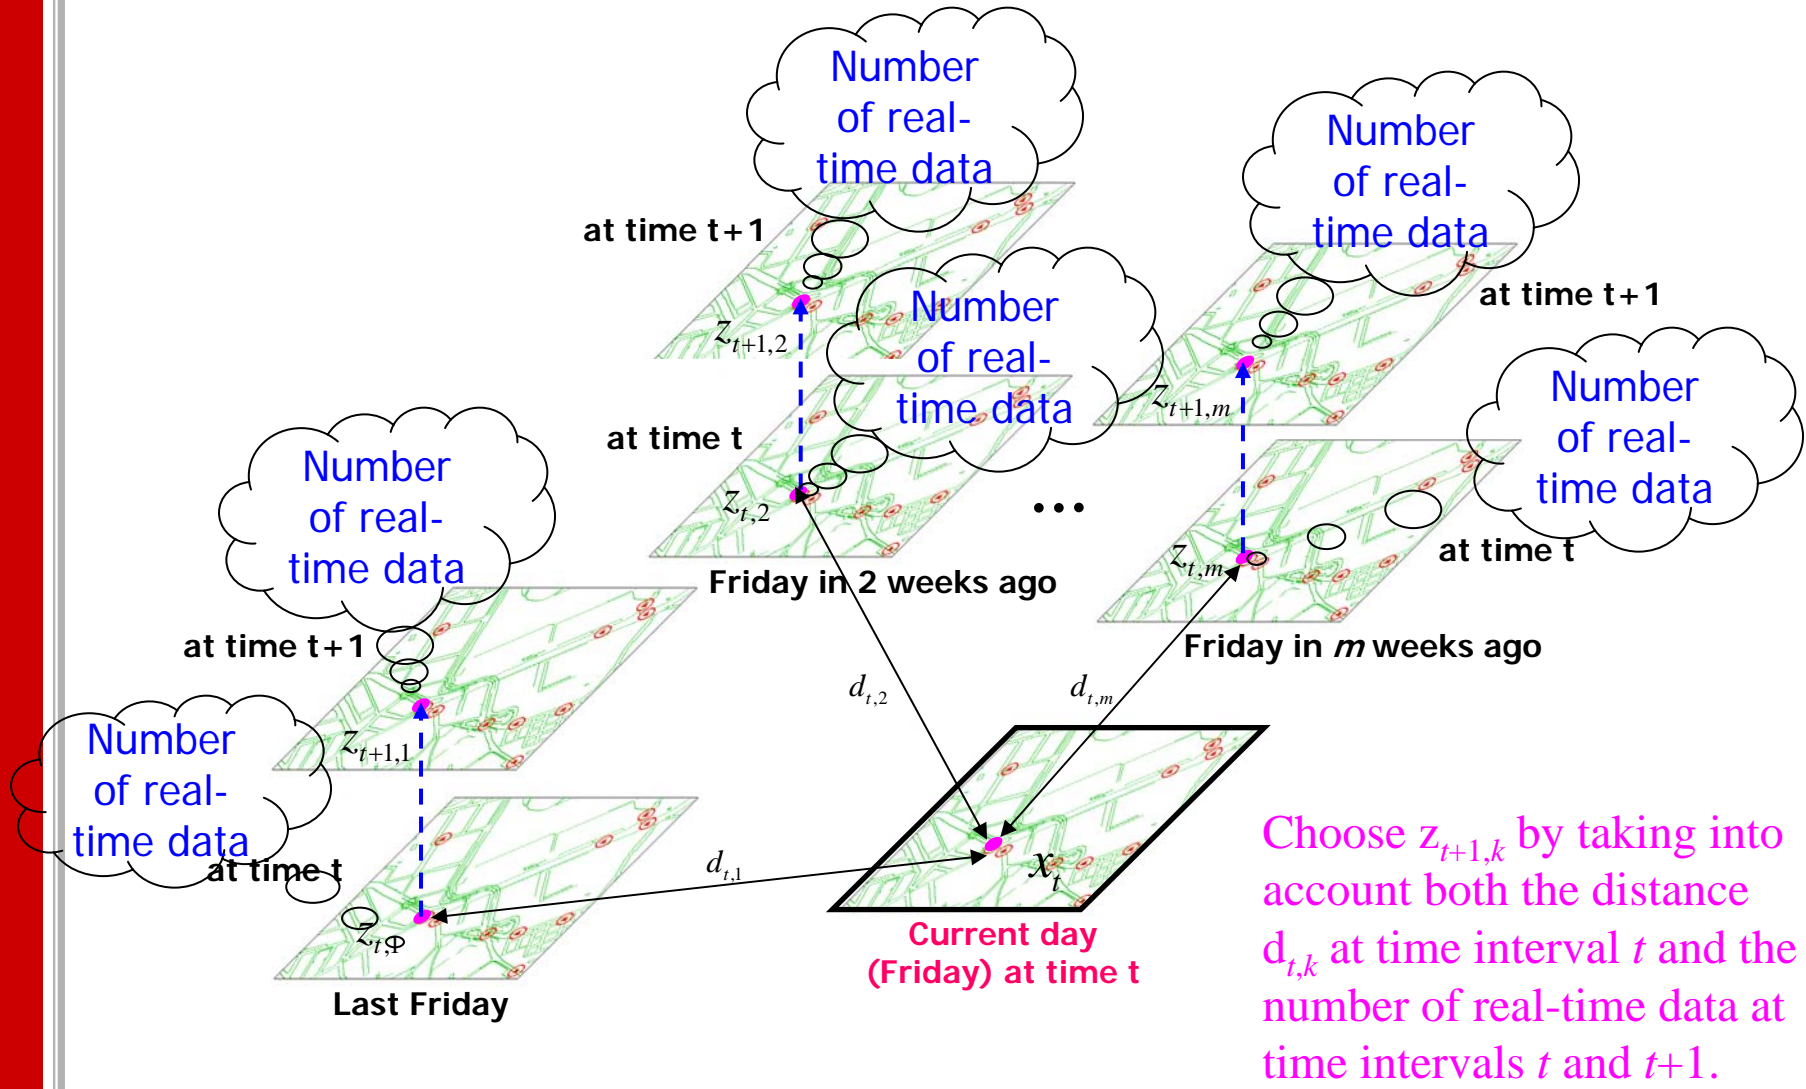 Number
of real-
time data
at time t+1
z_{t+1,2}
Number
of real-
time data
at time t
z_{t,2}
Friday in 2 weeks ago
...
Number
of real-
time data
at time t+1
z_{t+1,m}
Number
of real-
time data
at time t
z_{t,m}
Friday in m weeks ago
Number
of real-
time data
at time t+1
z_{t+1,1}
Number
of real-
time data
at time t
z_{t,Φ}
Last Friday
d_{t,1}
d_{t,2}
d_{t,m}
x_t
Current day
(Friday) at time t
Choose z_{t+1,k} by taking into
account both the distance
d_{t,k} at time interval t and the
number of real-time data at
time intervals t and t+1.